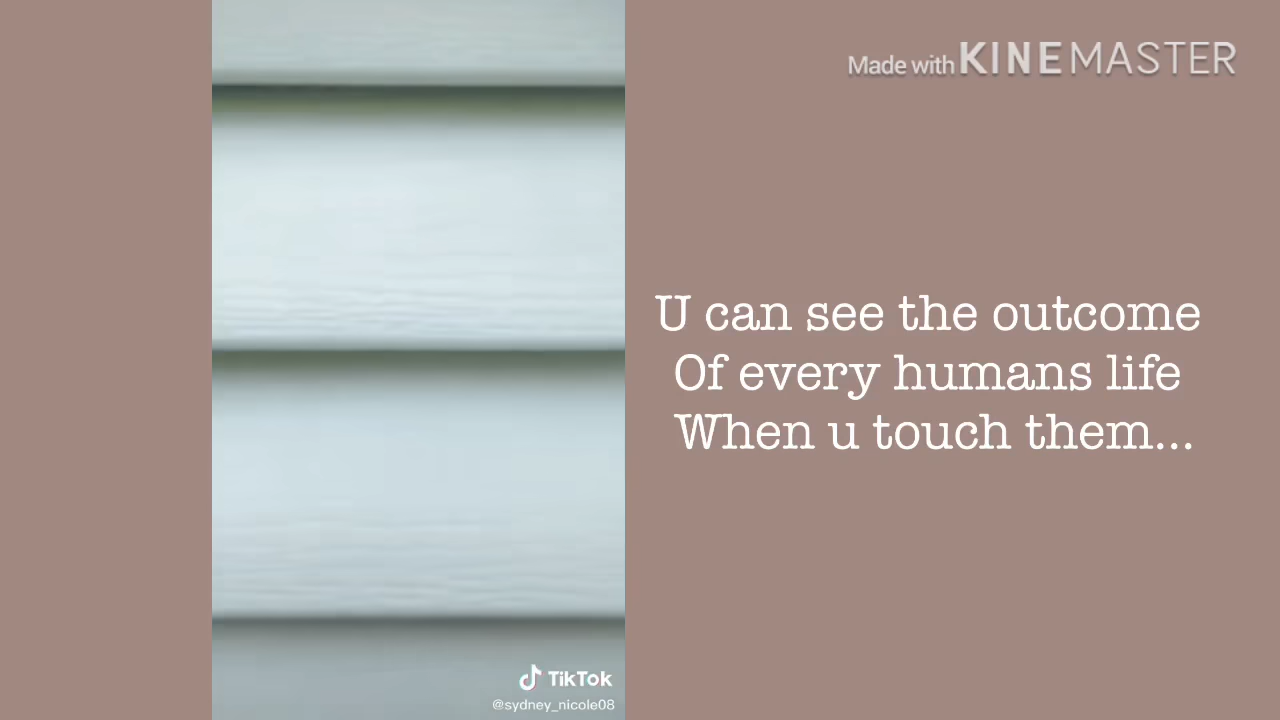 Made with KINEMASTER
U can see the outcome
Of every humans life
When u touch them...
TikTok
@sydney_nicole08